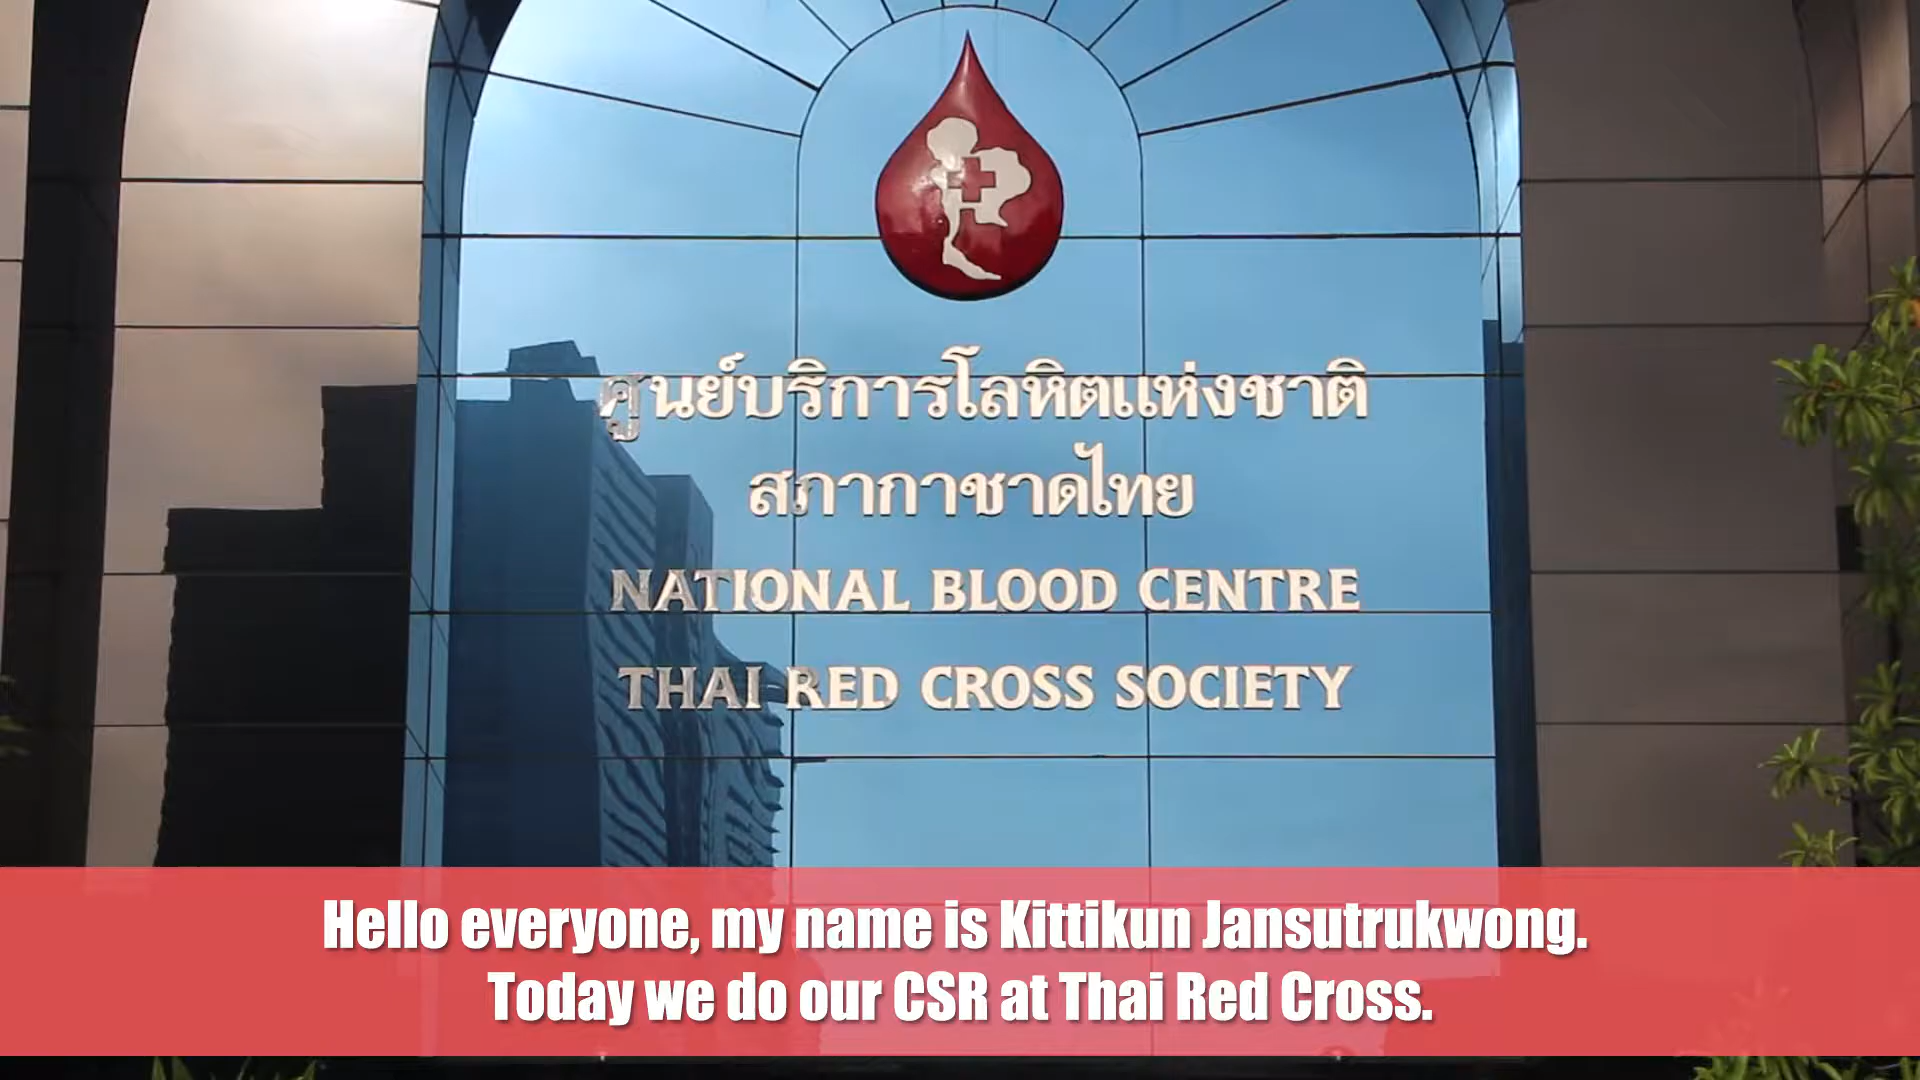 ศูนย์บริการโลหิตแห่งชาติ
สภากาชาดไทย
NATIONAL BLOOD CENTRE
THAI RED CROSS SOCIETY
Hello everyone, my name is Kittikun Jansutrukwong.
Today we do our CSR at Thai Red Cross.